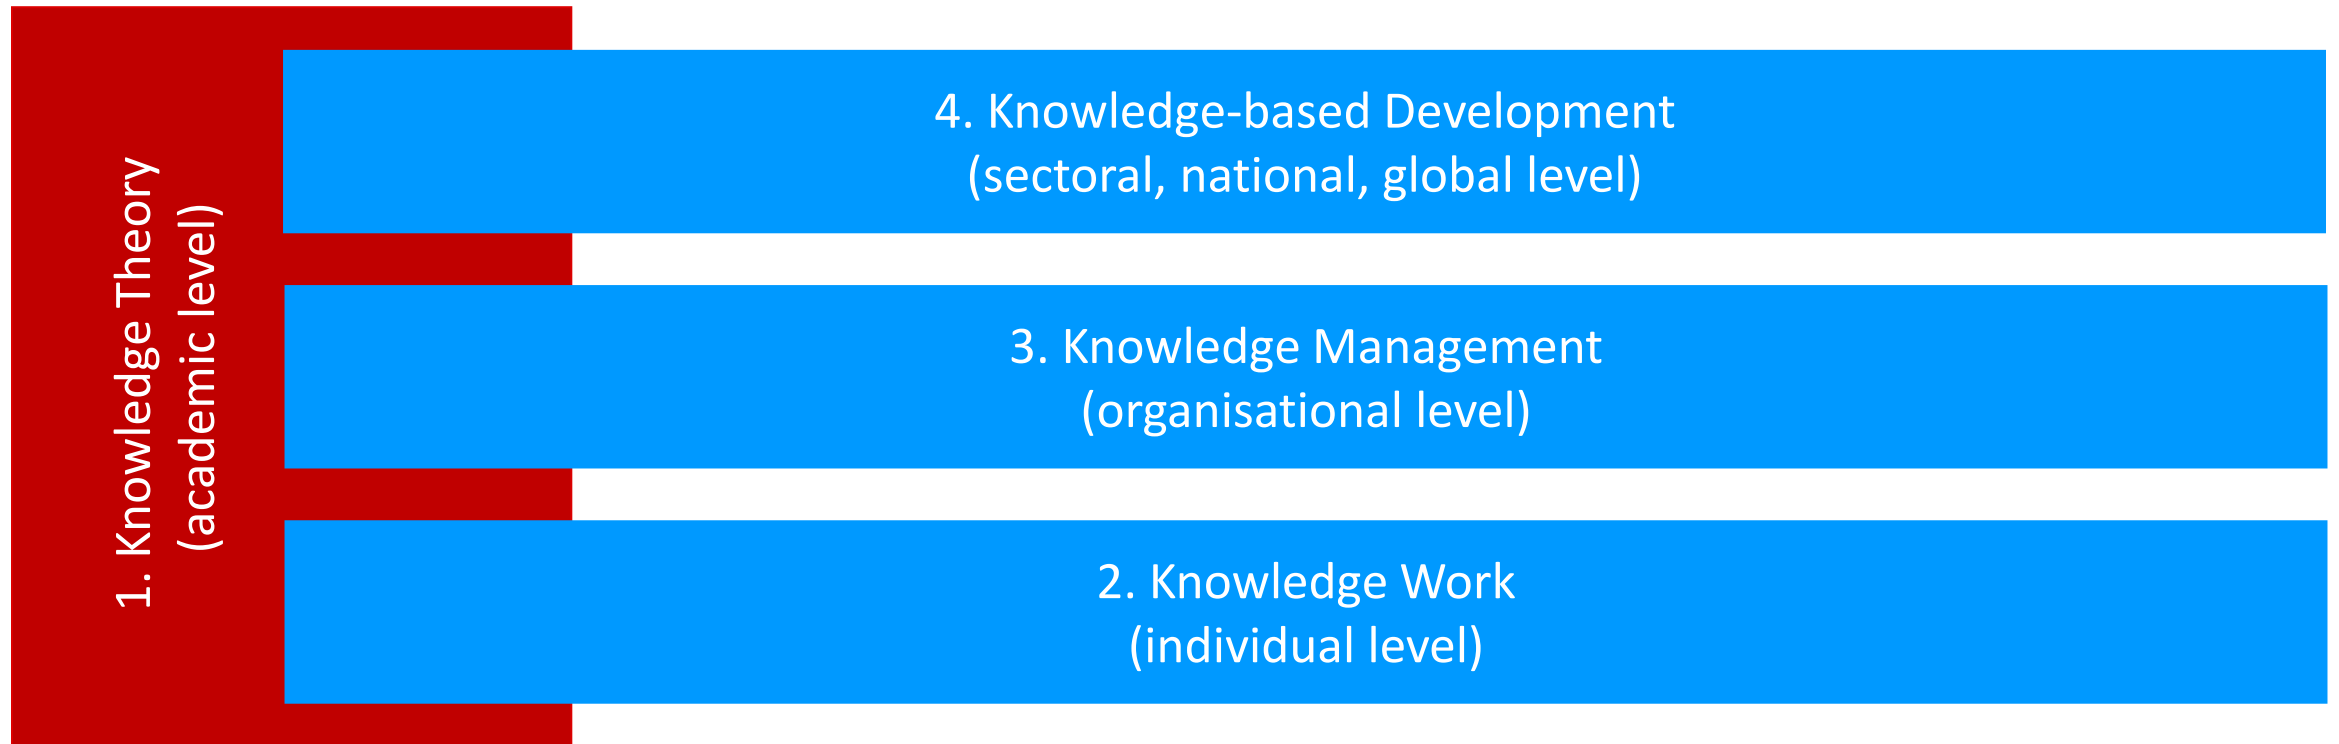 1. Knowledge Theory
(academic level)
4. Knowledge-based Development
(sectoral, national, global level)
3. Knowledge Management
(organisational level)
2. Knowledge Work
(individual level)